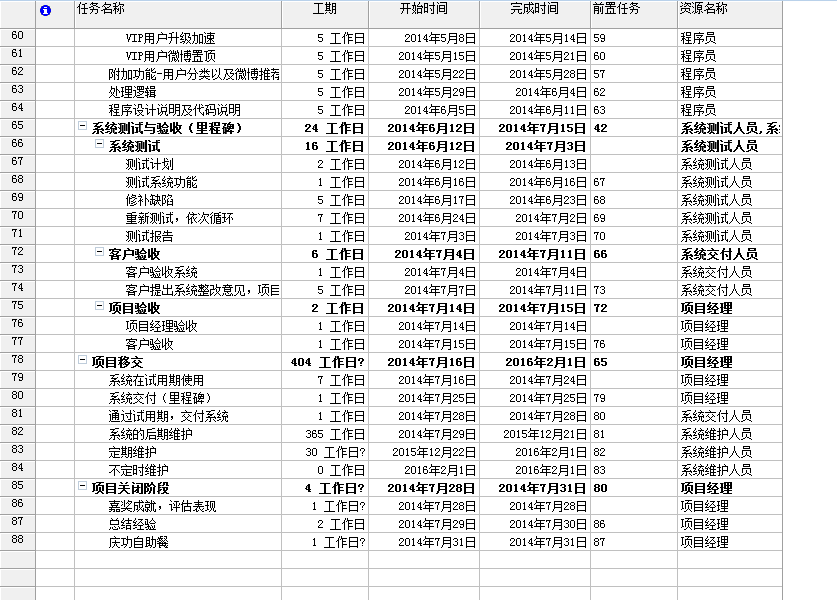 任务名称 工期 开始时间 完成时间 前置任务 资源名称
60 VIP用户升级加速 5 工作日 2014年5月8日 2014年5月14日 59 程序员
61 VIP用户微博置顶 5 工作日 2014年5月15日 2014年5月21日 60 程序员
62 附加功能-用户分类以及微博推荐 5 工作日 2014年5月22日 2014年5月28日 57 程序员
63 处理逻辑 5 工作日 2014年5月29日 2014年6月4日 62 程序员
64 程序设计说明及代码说明 5 工作日 2014年6月5日 2014年6月11日 63 程序员
65 系统测试与验收（里程碑） 24 工作日 2014年6月12日 2014年7月15日 42 系统测试人员,系
66 系统测试 16 工作日 2014年6月12日 2014年7月3日 系统测试人员
67 测试计划 2 工作日 2014年6月12日 2014年6月13日 系统测试人员
68 测试系统功能 1 工作日 2014年6月16日 2014年6月16日 67 系统测试人员
69 修补缺陷 5 工作日 2014年6月17日 2014年6月23日 68 系统测试人员
70 重新测试，依次循环 7 工作日 2014年6月24日 2014年7月2日 69 系统测试人员
71 测试报告 1 工作日 2014年7月3日 2014年7月3日 70 系统测试人员
72 客户验收 6 工作日 2014年7月4日 2014年7月11日 66 系统交付人员
73 客户验收系统 1 工作日 2014年7月4日 2014年7月4日 系统交付人员
74 客户提出系统整改意见，项目 5 工作日 2014年7月7日 2014年7月11日 73 系统交付人员
75 项目验收 2 工作日 2014年7月14日 2014年7月15日 72 项目经理
76 项目经理验收 1 工作日 2014年7月14日 2014年7月14日 项目经理
77 客户验收 1 工作日 2014年7月15日 2014年7月15日 76 项目经理
78 项目移交 404 工作日? 2014年7月16日 2016年2月1日 65 项目经理
79 系统在试用期使用 7 工作日 2014年7月16日 2014年7月24日 项目经理
80 系统交付（里程碑） 1 工作日 2014年7月25日 2014年7月25日 79 项目经理
81 通过试用期，交付系统 1 工作日 2014年7月28日 2014年7月28日 80 系统交付人员
82 系统的后期维护 365 工作日 2014年7月29日 2015年12月21日 81 系统维护人员
83 定期维护 30 工作日? 2015年12月22日 2016年2月1日 82 系统维护人员
84 不定时维护 0 工作日 2016年2月1日 2016年2月1日 83 系统维护人员
85 项目关闭阶段 4 工作日? 2014年7月28日 2014年7月31日 80 项目经理
86 嘉奖成就，评估表现 1 工作日? 2014年7月28日 2014年7月28日 项目经理
87 总结经验 2 工作日 2014年7月29日 2014年7月30日 86 项目经理
88 庆功自助餐 1 工作日? 2014年7月31日 2014年7月31日 87 项目经理